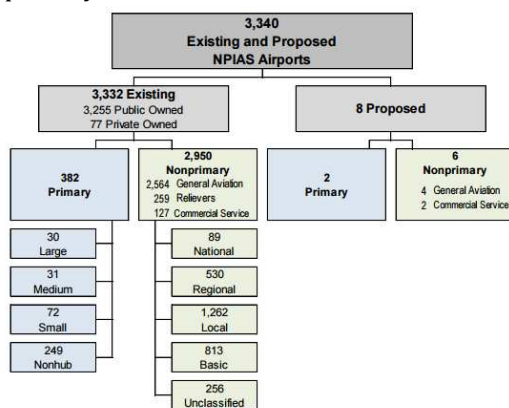 3,340
Existing and Proposed
NPIAS Airports
3,332 Existing
3,255 Public Owned
77 Private Owned
8 Proposed
382
Primary
2,950
Nonprimary
2,564 General Aviation
259 Relievers
127 Commercial Service
2
Primary
6
Nonprimary
4 General Aviation
2 Commercial Service
30
Large
31
Medium
72
Small
249
Nonhub
89
National
530
Regional
1,262
Local
813
Basic
256
Unclassified